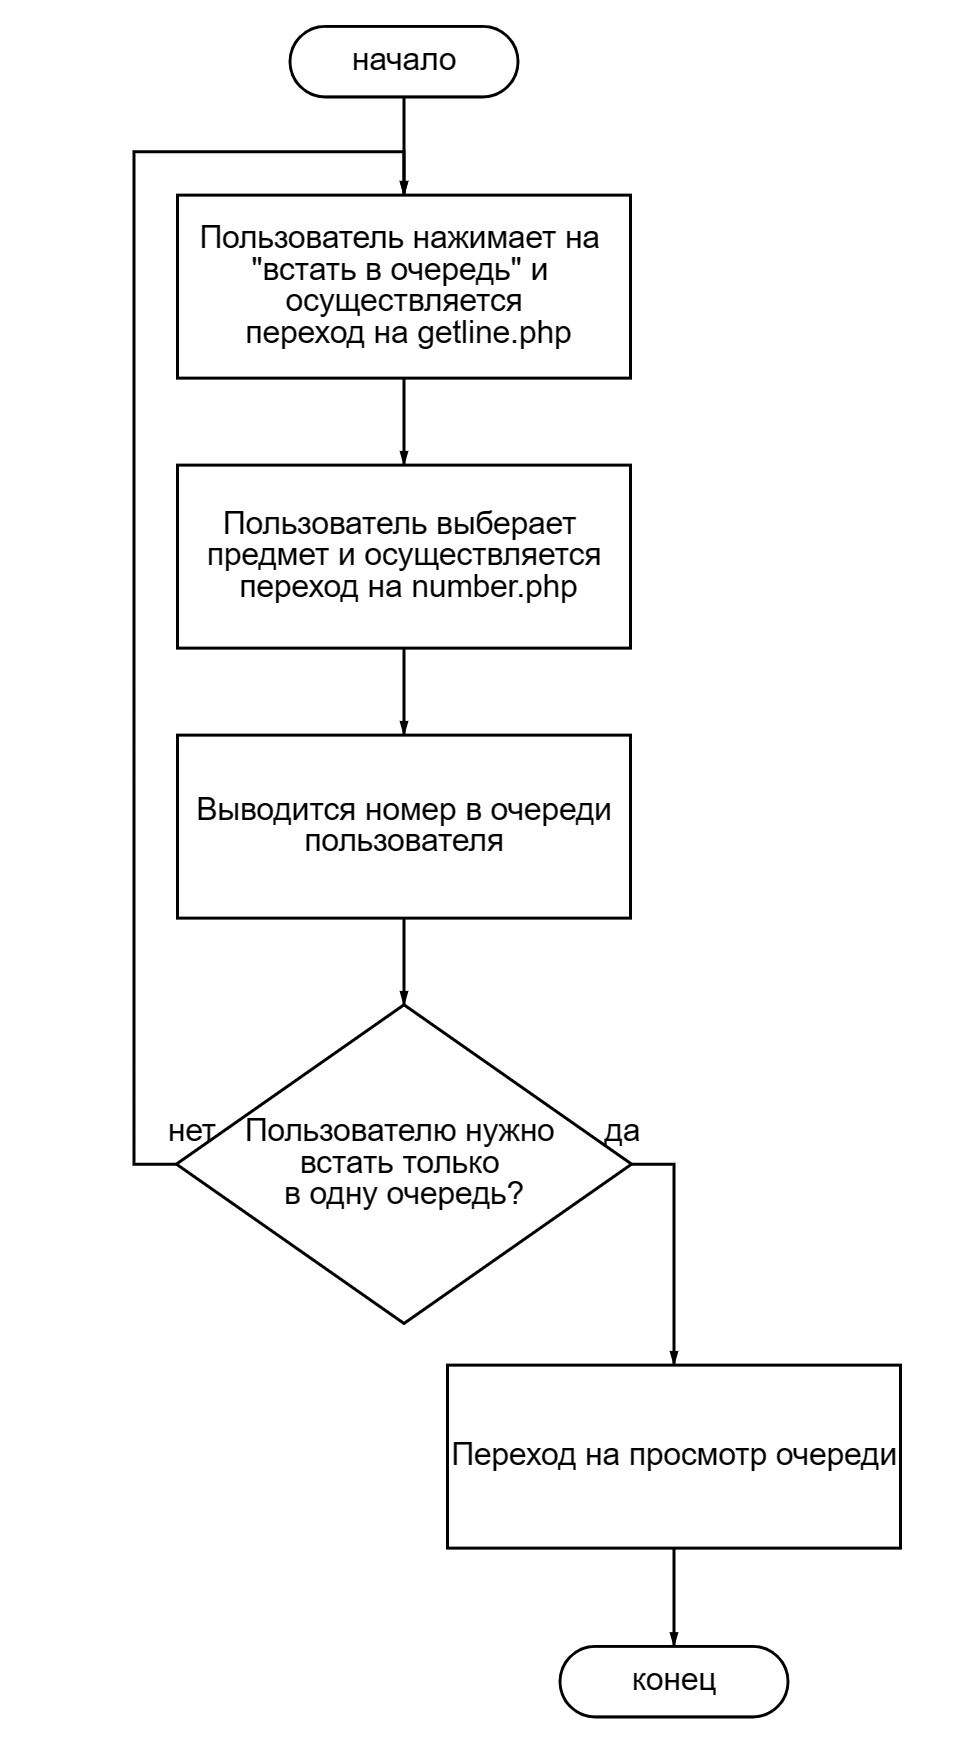 начало
Пользователь нажимает на
"встать в очередь" и
осуществляется
переход на getline.php
Пользователь выберает
предмет и осуществляется
переход на number.php
Выводится номер в очереди
пользователя
нет
Пользователю нужно
встать только
в одну очередь?
да
Переход на просмотр очереди
конец